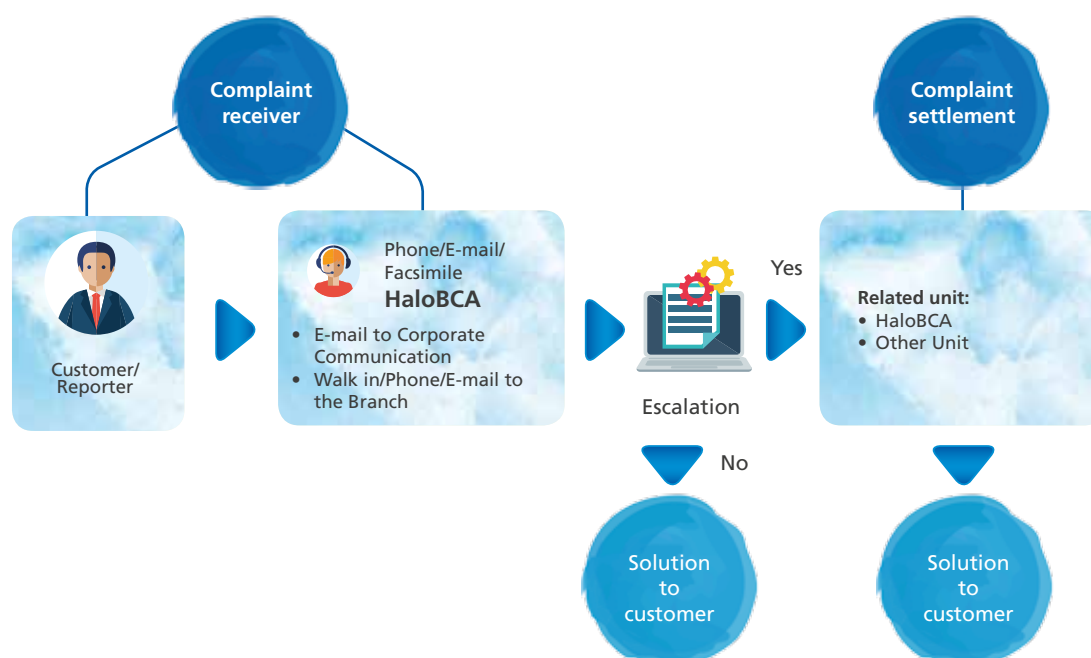 Complaint
receiver
Complaint
settlement
Customer/
Reporter
Phone/E-mail/
Facsimile
HaloBCA
• E-mail to Corporate
Communication
• Walk in/Phone/E-mail to
the Branch
Escalation
Yes
No
Related unit:
• HaloBCA
• Other Unit
Solution
to
customer
Solution
to
customer